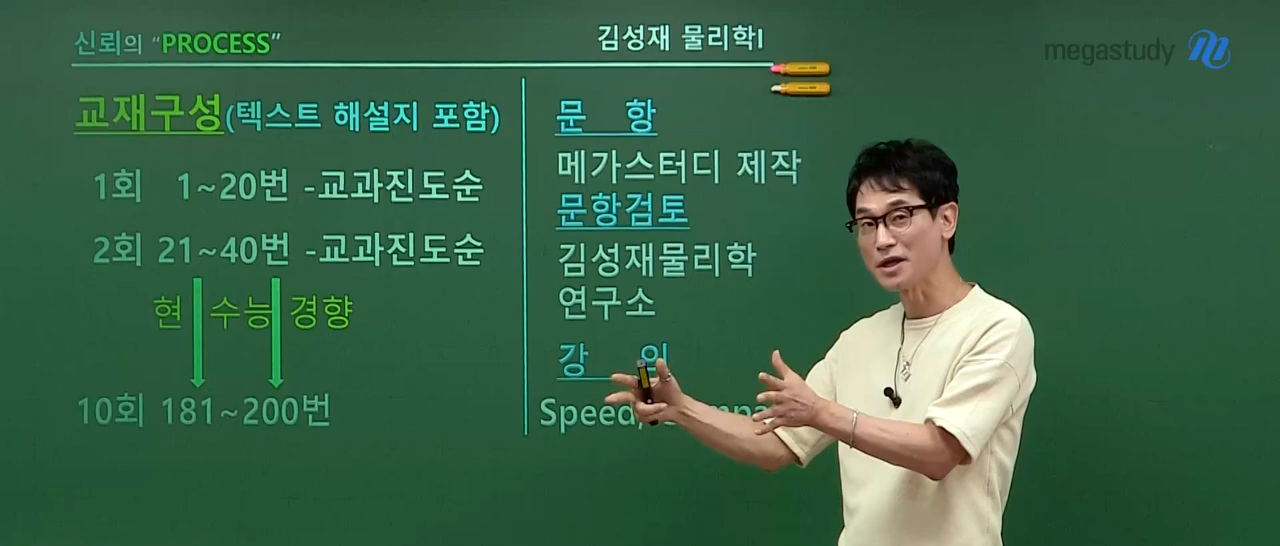 신뢰의 "PROCESS"
김성재 물리학I
megastudy
교재구성(텍스트 해설지 포함)
1회 1~20번 -교과진도순
2회 21~40번 -교과진도순
현 수능 경향
10회 181~200번
문 항
메가스터디 제작
문항검토
김성재물리학
연구소
강 의
Speed,